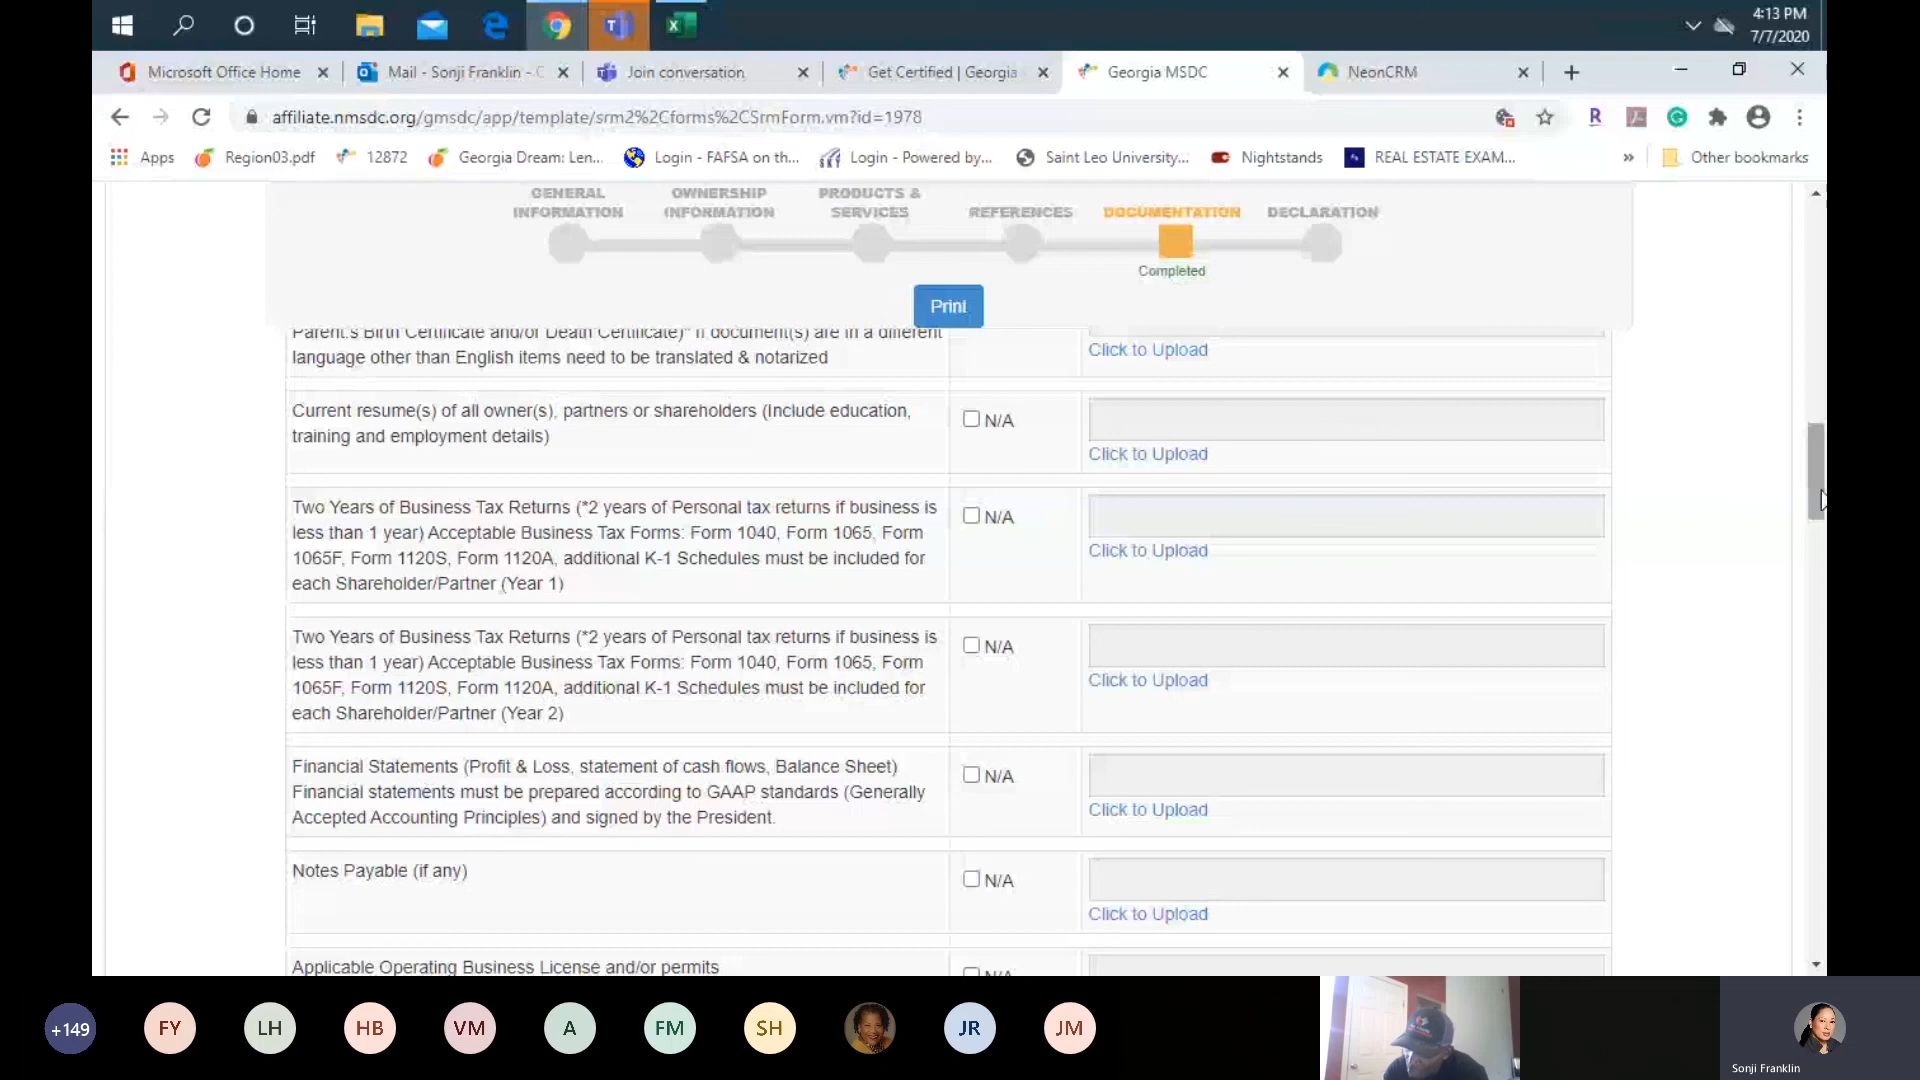 4:13 PM
7/7/2020
Microsoft Office Home
Mail - Sonji Franklin - C
Join conversation
Get Certified | Georgia
Georgia MSDC
NeonCRM
affiliate.nmsdc.org/gmsdc/app/template/srm2%2Cforms%2CSrmForm.vm?id=1978
Apps
Region03.pdf
12872
Georgia Dream: Len...
Login - FAFSA on th...
Login - Powered by...
Saint Leo University...
Nightstands
REAL ESTATE EXAM...
»
Other bookmarks
GENERAL INFORMATION
OWNERSHIP INFORMATION
PRODUCTS & SERVICES
REFERENCES
DOCUMENTATION
DECLARATION
Completed
Print
Parent's Birth Certificate and/or Death Certificate)* If document(s) are in a different
language other than English items need to be translated & notarized
Click to Upload
Current resume(s) of all owner(s), partners or shareholders (Include education,
training and employment details)
N/A
Click to Upload
Two Years of Business Tax Returns (*2 years of Personal tax returns if business is
less than 1 year) Acceptable Business Tax Forms: Form 1040, Form 1065, Form
1065F, Form 1120S, Form 1120A, additional K-1 Schedules must be included for
each Shareholder/Partner (Year 1)
N/A
Click to Upload
Two Years of Business Tax Returns (*2 years of Personal tax returns if business is
less than 1 year) Acceptable Business Tax Forms: Form 1040, Form 1065, Form
1065F, Form 1120S, Form 1120A, additional K-1 Schedules must be included for
each Shareholder/Partner (Year 2)
N/A
Click to Upload
Financial Statements (Profit & Loss, statement of cash flows, Balance Sheet)
Financial statements must be prepared according to GAAP standards (Generally
Accepted Accounting Principles) and signed by the President.
N/A
Click to Upload
Notes Payable (if any)
N/A
Click to Upload
Applicable Operating Business License and/or permits
N/A
+149
FY
LH
HB
VM
A
FM
SH
JR
JM
Sonji Franklin